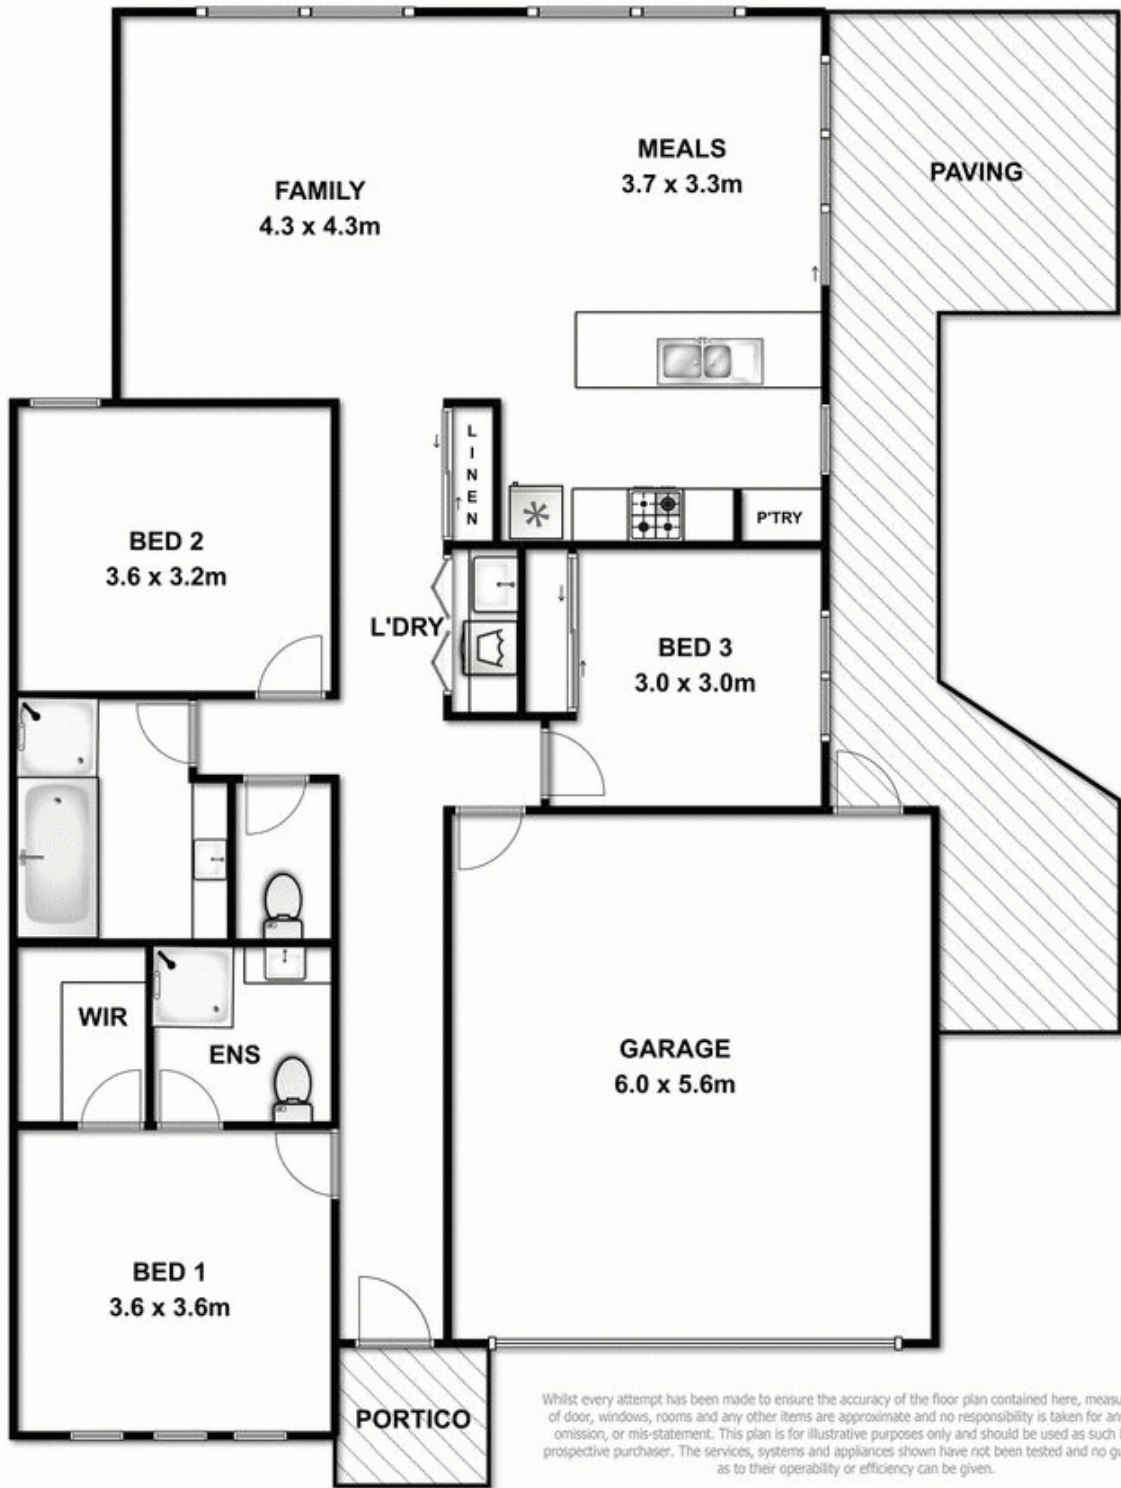 FAMILY
4.3 x 4.3m
MEALS
3.7 x 3.3m
PAVING
LINEN
P'TRY
BED 2
3.6 x 3.2m
L'DRY
BED 3
3.0 x 3.0m
WIR
ENS
GARAGE
6.0 x 5.6m
BED 1
3.6 x 3.6m
PORTICO
Whilst every attempt has been made to ensure the accuracy of the floor plan contained here, measu
of door, windows, rooms and any other items are approximate and no responsibility is taken for an
omission, or mis-statement. This plan is for illustrative purposes only and should be used as such
prospective purchaser. The services, systems and appliances shown have not been tested and no gu
as to their operability or efficiency can be given.